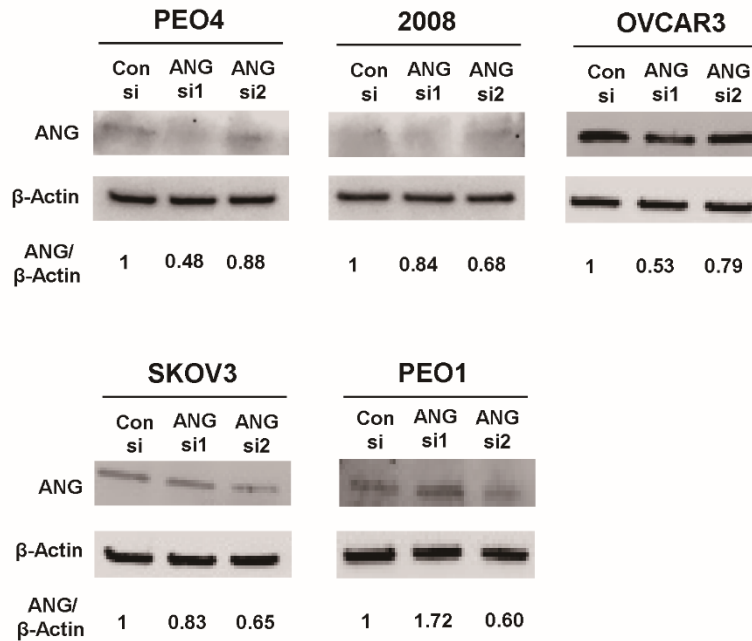 PEO4
2008
OVCAR3
Con ANG ANG
si si1 si2
Con ANG ANG
si si1 si2
Con ANG ANG
si si1 si2
ANG
β-Actin
ANG/
β-Actin
1 0.48 0.88
1 0.84 0.68
1 0.53 0.79
SKOV3
PEO1
Con ANG ANG
si si1 si2
Con ANG ANG
si si1 si2
ANG
β-Actin
ANG/
β-Actin
1 0.83 0.65
1 1.72 0.60